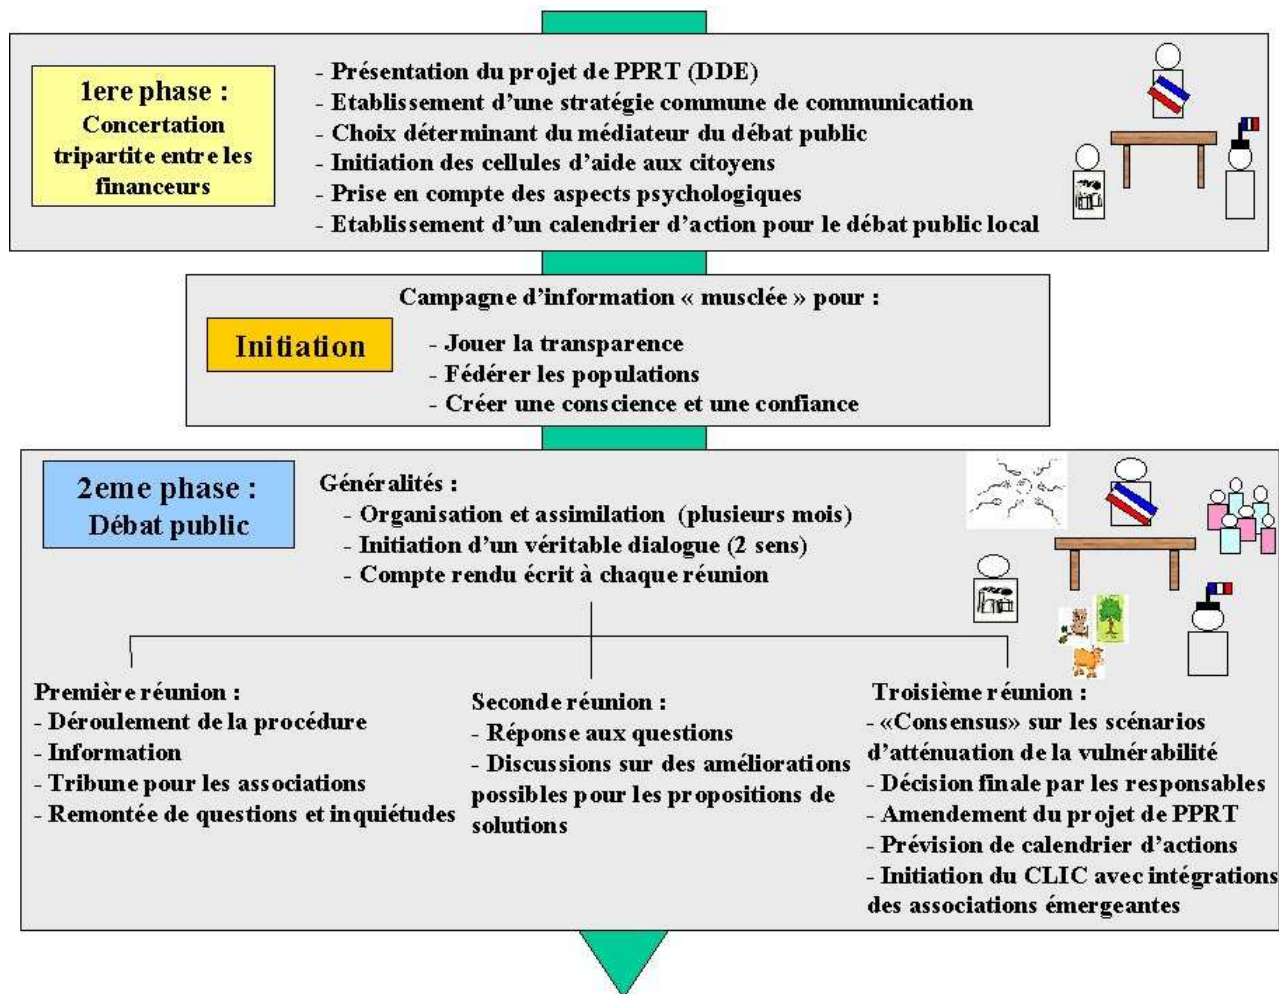 1ere phase :
Concertation
tripartite entre les
financeurs
- Présentation du projet de PPRT (DDE)
- Etablissement d'une stratégie commune de communication
- Choix déterminant du médiateur du débat public
- Initiation des cellules d'aide aux citoyens
- Prise en compte des aspects psychologiques
- Etablissement d'un calendrier d'action pour le débat public local
Campagne d'information « musclée » pour :
Initiation
- Jouer la transparence
- Fédérer les populations
- Créer une conscience et une confiance
2eme phase :
Débat public
Généralités :
- Organisation et assimilation (plusieurs mois)
- Initiation d'un véritable dialogue (2 sens)
- Compte rendu écrit à chaque réunion
Première réunion :
- Déroulement de la procédure
- Information
- Tribune pour les associations
- Remontée de questions et inquiétudes
Seconde réunion :
- Réponse aux questions
- Discussions sur des améliorations
possibles pour les propositions de
solutions
Troisième réunion :
- «Consensus» sur les scénarios
d'atténuation de la vulnérabilité
- Décision finale par les responsables
- Amendement du projet de PPRT
- Prévision de calendrier d'actions
- Initiation du CLIC avec intégrations
des associations émergeantes